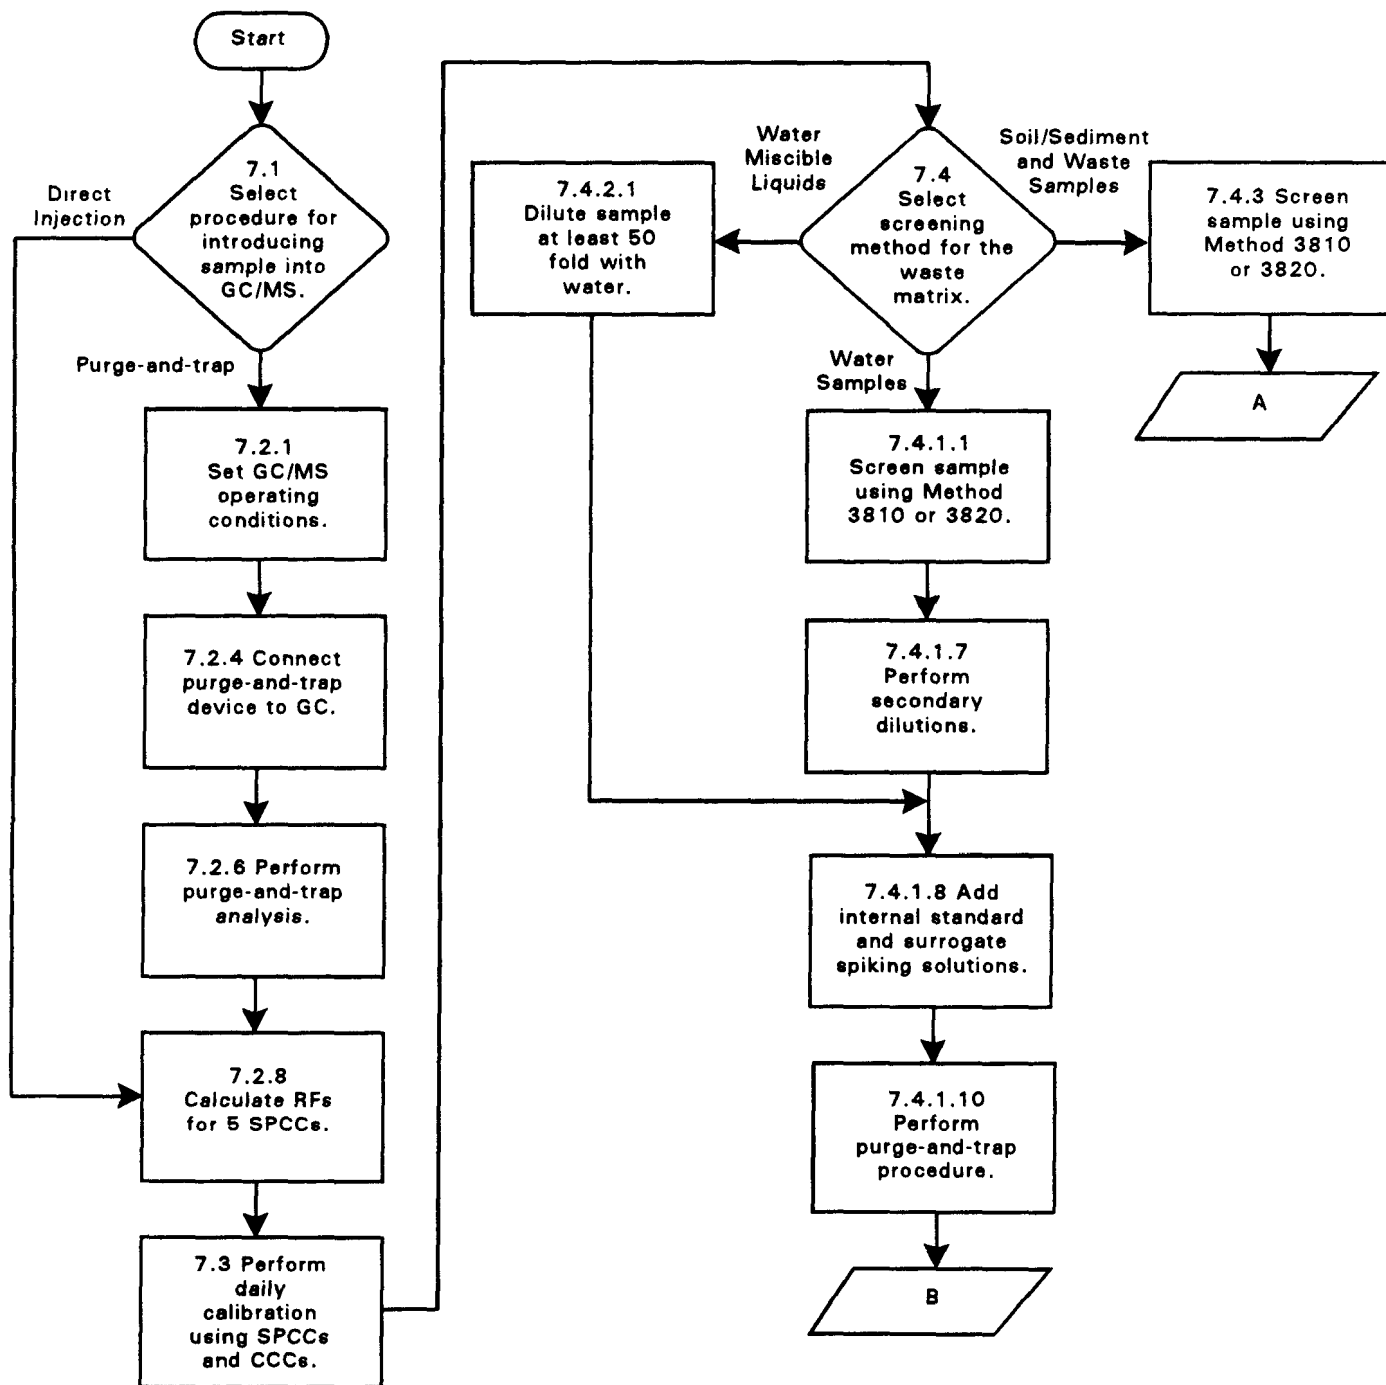 Start
7.1
Select
procedure for
introducing
sample into
GC/MS.
Direct
Injection
Purge-and-trap
7.2.1
Set GC/MS
operating
conditions.
7.2.4 Connect
purge-and-trap
device to GC.
7.2.6 Perform
purge-and-trap
analysis.
7.2.8
Calculate RFs
for 5 SPCCs.
7.3 Perform
daily
calibration
using SPCCs
and CCCs.
7.4
Select
screening
method for the
waste
matrix.
Water
Miscible
Liquids
7.4.2.1
Dilute sample
at least 50
fold with
water.
Soil/Sediment
and Waste
Samples
7.4.3 Screen
sample using
Method 3810
or 3820.
A
Water
Samples
7.4.1.1
Screen sample
using Method
3810 or 3820.
7.4.1.7
Perform
secondary
dilutions.
7.4.1.8 Add
internal standard
and surrogate
spiking solutions.
7.4.1.10
Perform
purge-and-trap
procedure.
B